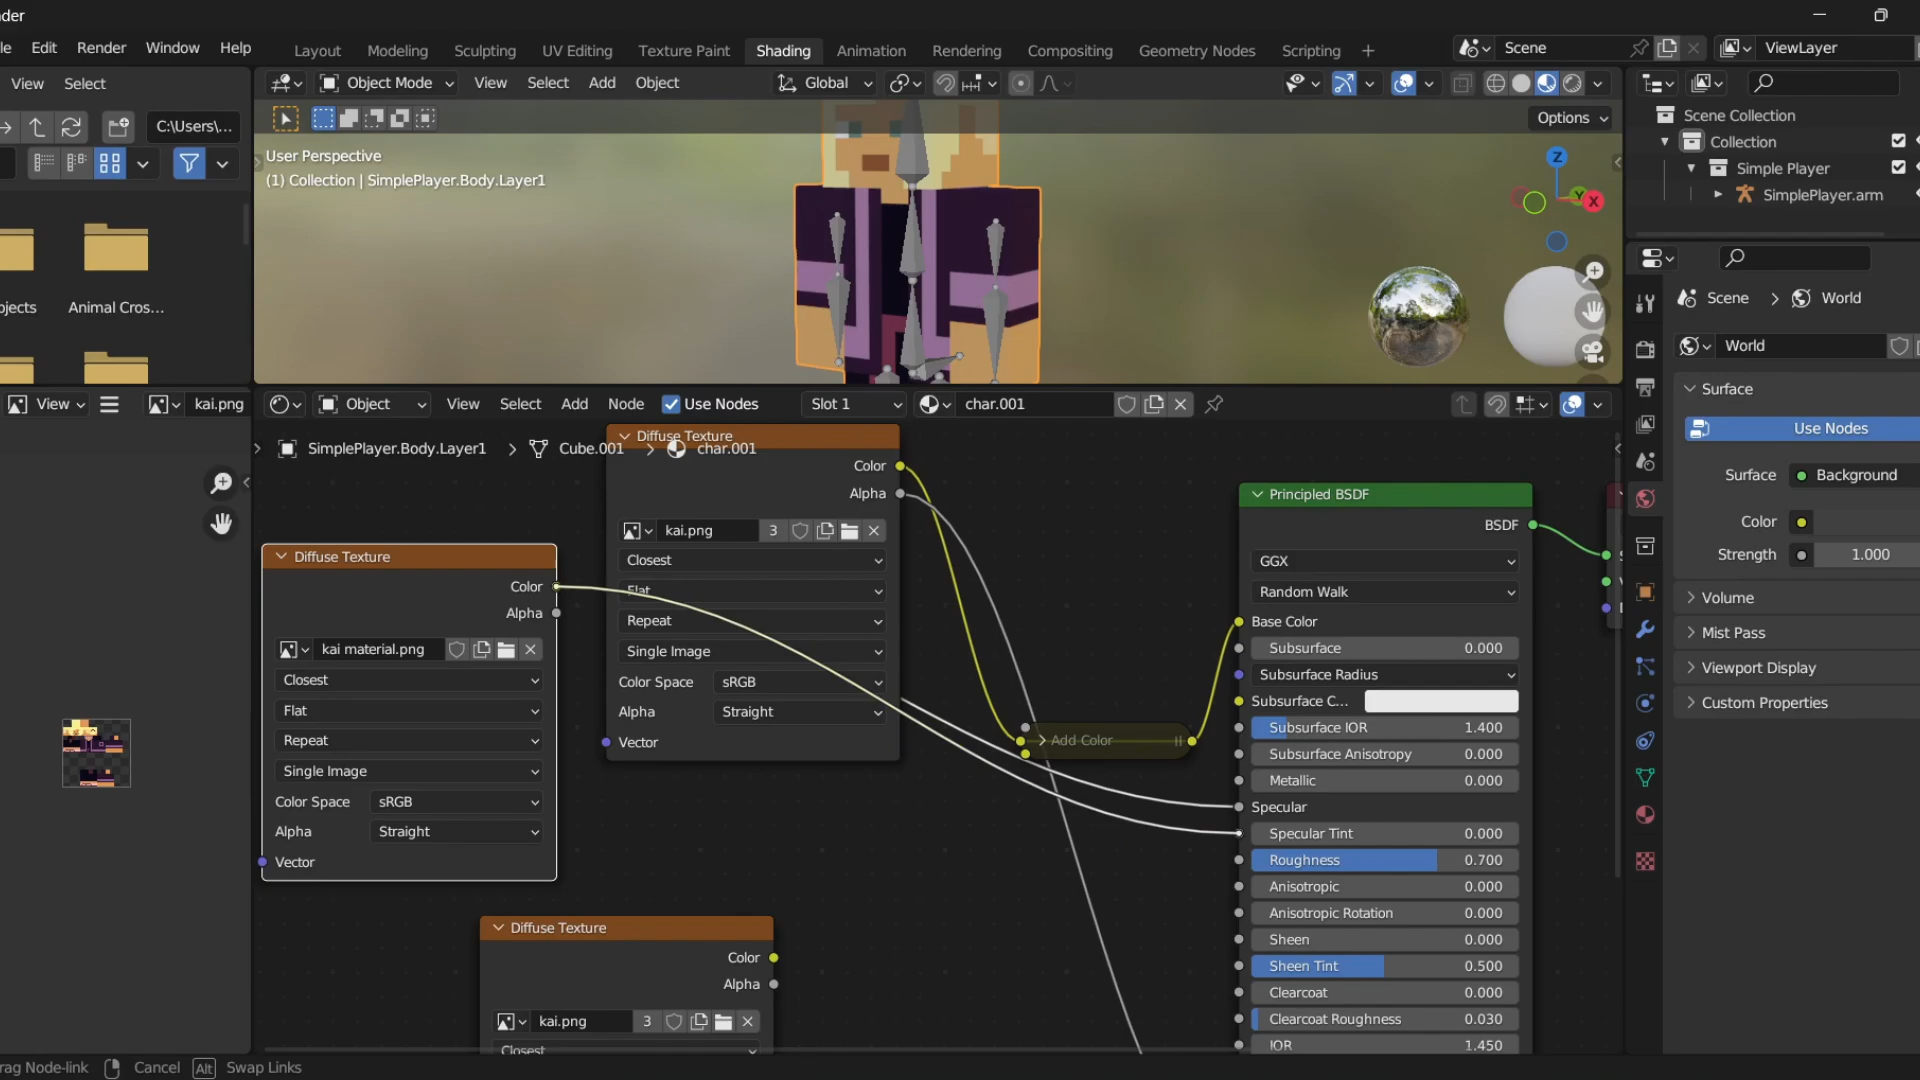 der
le Edit Render Window Help
Layout Modeling Sculpting UV Editing Texture Paint Shading Animation Rendering Compositing Geometry Nodes Scripting +
Scene
ViewLayer
View Select
Object Mode View Select Add Object
Global
Options
C:\Users\...
User Perspective
(1) Collection | SimplePlayer.Body.Layer1
Z
Y
X
jects
Animal Cros...
Scene Collection
Collection
Simple Player
SimplePlayer.arm
Scene > World
World
View
kai.png
Object View Select Add Node Use Nodes Slot 1 char.001
SimplePlayer.Body.Layer1 > Cube.001 > char.001
Diffuse Texture
Color
Alpha
kai.png 3
Closest
Flat
Repeat
Single Image
Color Space sRGB
Alpha Straight
Vector
Diffuse Texture
Color
Alpha
kai material.png
Closest
Flat
Repeat
Single Image
Color Space sRGB
Alpha Straight
Vector
Diffuse Texture
Color
Alpha
kai.png 3
Closest
Add Color
Principled BSDF
BSDF
GGX
Random Walk
Base Color
Subsurface 0.000
Subsurface Radius
Subsurface C...
Subsurface IOR 1.400
Subsurface Anisotropy 0.000
Metallic 0.000
Specular
Specular Tint 0.000
Roughness 0.700
Anisotropic 0.000
Anisotropic Rotation 0.000
Sheen 0.000
Sheen Tint 0.500
Clearcoat 0.000
Clearcoat Roughness 0.030
IOR 1.450
Surface
Use Nodes
Surface Background
Color
Strength 1.000
Volume
Mist Pass
Viewport Display
Custom Properties
rag Node-link Cancel Alt Swap Links